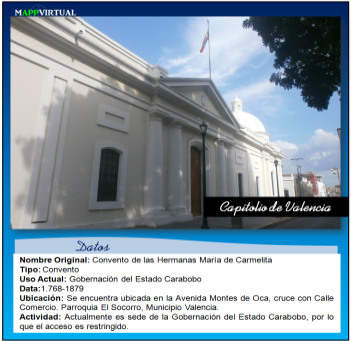 MAPPVIRTUAL
Capitolio de Valencia
Datos
Nombre Original: Convento de las Hermanas María de Carmelita
Tipo: Convento
Uso Actual: Gobernación del Estado Carabobo
Data:1.768-1879
Ubicación: Se encuentra ubicada en la Avenida Montes de Oca, cruce con Calle
Comercio. Parroquia El Socorro, Municipio Valencia.
Actividad: Actualmente es sede de la Gobernación del Estado Carabobo, por lo
que el acceso es restringido.